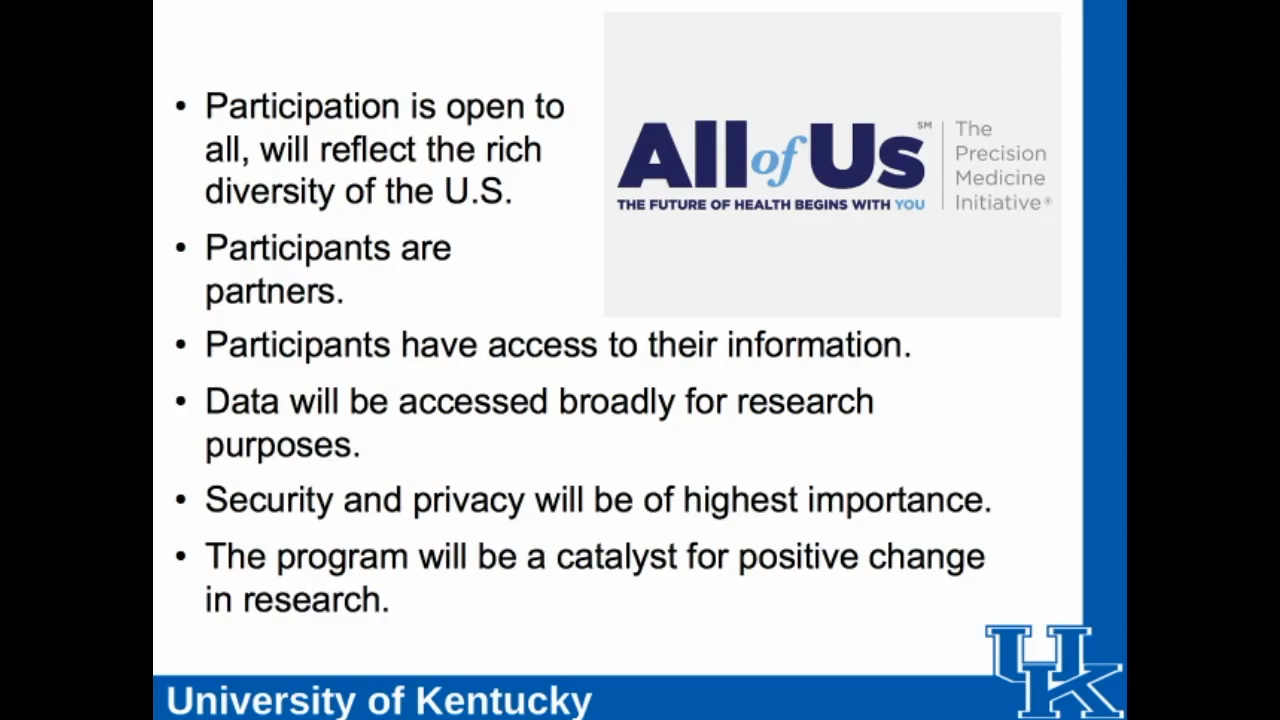 • Participation is open to
all, will reflect the rich
diversity of the U.S.
• Participants are
partners.
• Participants have access to their information.
• Data will be accessed broadly for research
purposes.
• Security and privacy will be of highest importance.
• The program will be a catalyst for positive change
in research.
All of Us℠
THE FUTURE OF HEALTH BEGINS WITH YOU
The
Precision
Medicine
Initiative®
University of Kentucky
UK